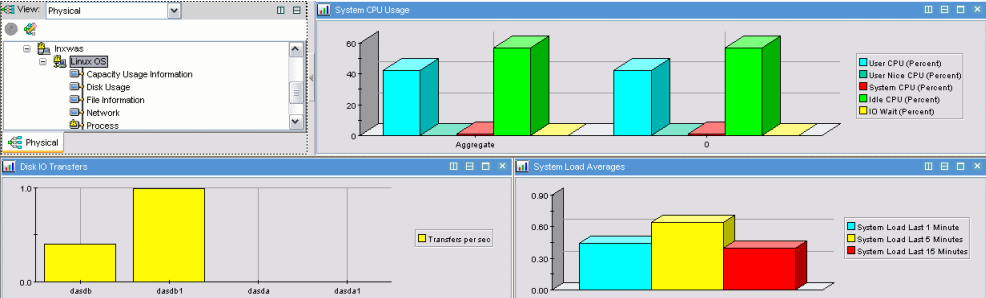 View: Physical
lnxwas
Linux OS
Capacity Usage Information
Disk Usage
File Information
Network
Process
Physical
System CPU Usage
60
40
20
0
Aggregate
0
User CPU (Percent)
User Nice CPU (Percent)
System CPU (Percent)
Idle CPU (Percent)
IO Wait (Percent)
Disk IO Transfers
1.0
0.0
dasdb
dasdb1
dasda
dasda1
Transfers per sec
System Load Averages
0.90
0.60
0.30
0.00
System Load Last 1 Minute
System Load Last 5 Minutes
System Load Last 15 Minutes